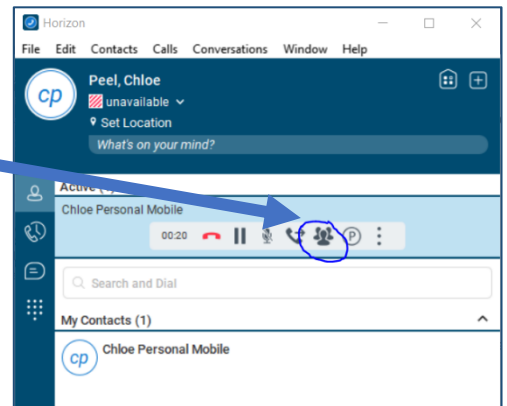 Horizon
File Edit Contacts Calls Conversations Window Help
cp
Peel, Chloe
unavailable
Set Location
What's on your mind?
Chloe Personal Mobile
00:20
P
Search and Dial
My Contacts (1)
cp
Chloe Personal Mobile